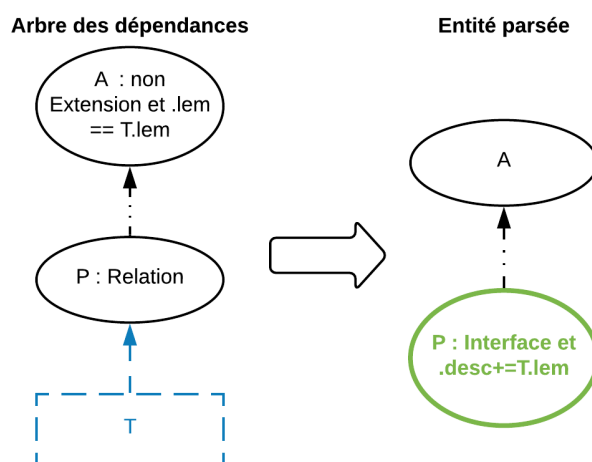 Arbre des dépendances
Entité parsée
A : non
Extension et .lem
== T.lem
A
P : Relation
P : Interface et
.desc+=T.lem
T